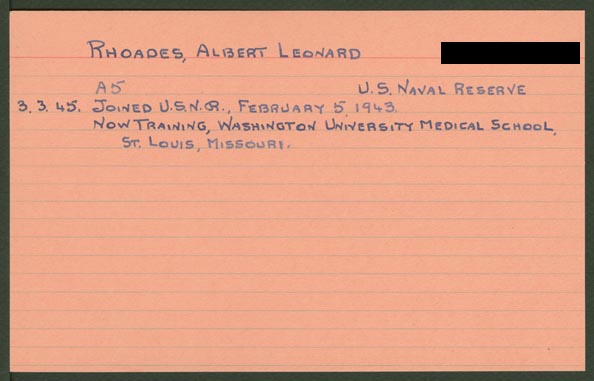 RHOADES, ALBERT LEONARD
A5 U.S. NAVAL RESERVE
3.3.45. JOINED U.S.N.R., FEBRUARY 5, 1943.
NOW TRAINING, WASHINGTON UNIVERSITY MEDICAL SCHOOL,
ST. LOUIS, MISSOURI.